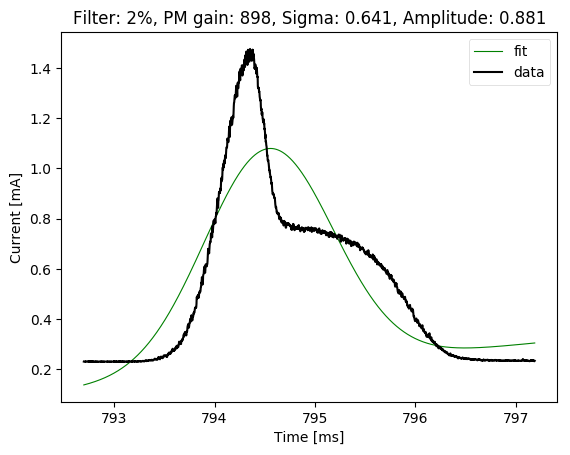 Filter: 2%, PM gain: 898, Sigma: 0.641, Amplitude: 0.881
fit
data
1.4
1.2
1.0
0.8
0.6
0.4
0.2
Current [mA]
793 794 795 796 797
Time [ms]